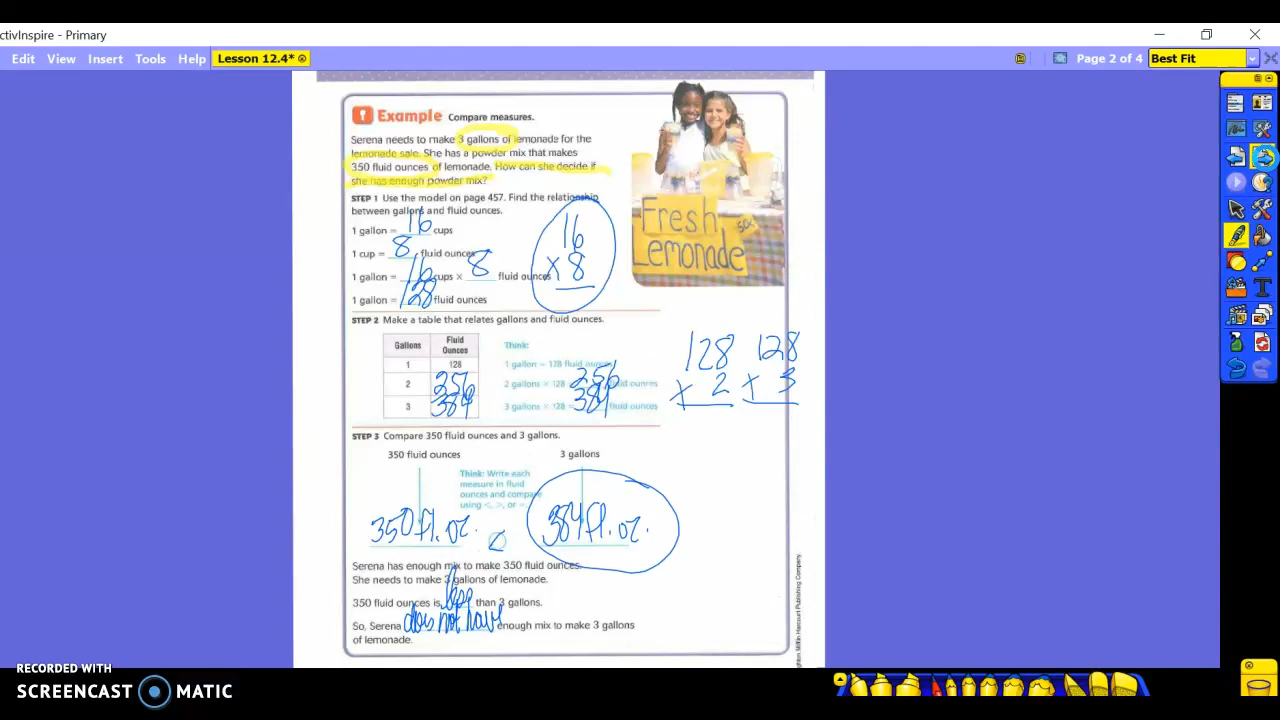 ctivInspire - Primary
Edit View Insert Tools Help Lesson 12.4* Page 2 of 4 Best Fit
Example Compare measures.
Serena needs to make 3 gallons of lemonade for the
lemonade sale. She has a powder mix that makes
350 fluid ounces of lemonade. How can she decide if
she has enough powder mix?
STEP 1 Use the model on page 457. Find the relationship
between gallons and fluid ounces.
1 gallon = 16 cups
1 cup = 8 fluid ounces
1 gallon = 16 cups × 8 fluid ounces
1 gallon = 128 fluid ounces
16
× 8
Fresh
Lemonade
50¢
STEP 2 Make a table that relates gallons and fluid ounces.
Gallons Fluid Ounces
1 128
2 256
3 384
Think:
1 gallon = 128 fluid ounces
2 gallons × 128 = 256 fluid ounces
3 gallons × 128 = 384 fluid ounces
128
× 2
128
× 3
STEP 3 Compare 350 fluid ounces and 3 gallons.
350 fluid ounces 3 gallons
Think: Write each
measure in fluid
ounces and compare
using <, >, or =.
350 fl. oz. < 384 fl. oz.
Serena has enough mix to make 350 fluid ounces.
She needs to make 3 gallons of lemonade.
350 fluid ounces is less than 3 gallons.
So, Serena does not have enough mix to make 3 gallons
of lemonade.
Mifflin Harcourt Publishing Company
RECORDED WITH
SCREENCAST MATIC